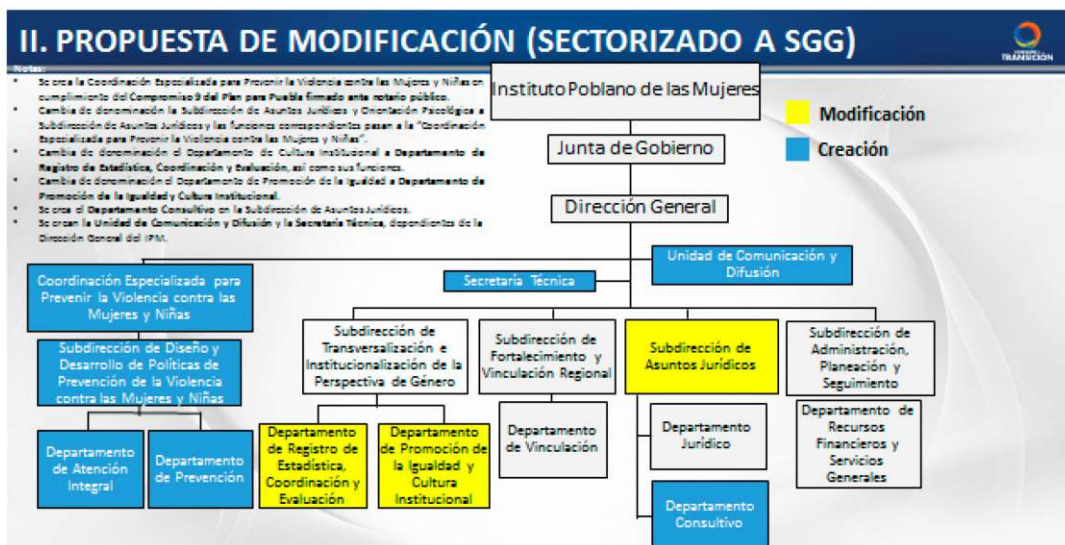 II. PROPUESTA DE MODIFICACIÓN (SECTORIZADO A SGG)
TRANSICIÓN
Notas:
Se crea la Coordinación Especializada para Prevenir la Violencia contra las Mujeres y Niñas en
cumplimiento del Compromiso 9 del Plan para Puebla firmado ante notario público.
Cambia de denominación la Subdirección de Asuntos Jurídicos y Orientación Psicológica a
Subdirección de Asuntos Jurídicos y las funciones correspondientes pasan a la "Coordinación
Especializada para Prevenir la Violencia contra las Mujeres y Niñas".
Cambia de denominación el Departamento de Cultura Institucional a Departamento de
Registro de Estadística, Coordinación y Evaluación, así como sus funciones.
Cambia de denominación el Departamento de Promoción de la Igualdad a Departamento de
Promoción de la Igualdad y Cultura Institucional.
Se crea el Departamento Consultivo en la Subdirección de Asuntos Jurídicos.
Se crean la Unidad de Comunicación y Difusión y la Secretaría Técnica, dependientes de la
Dirección General del IPM.
Instituto Poblano de las Mujeres
Junta de Gobierno
Dirección General
Modificación
Creación
Unidad de Comunicación y
Difusión
Secretaría Técnica
Coordinación Especializada para
Prevenir la Violencia contra las
Mujeres y Niñas
Subdirección de Diseño y
Desarrollo de Políticas de
Prevención de la Violencia
contra las Mujeres y Niñas
Departamento
de Atención
Integral
Departamento
de Prevención
Subdirección de
Transversalización e
Institucionalización de la
Perspectiva de Género
Departamento
de Registro de
Estadística,
Coordinación y
Evaluación
Departamento
de Promoción de
la Igualdad y
Cultura
Institucional
Subdirección de
Fortalecimiento y
Vinculación Regional
Departamento
de Vinculación
Subdirección de
Asuntos Jurídicos
Departamento
Jurídico
Departamento
Consultivo
Subdirección de
Administración,
Planeación y
Seguimiento
Departamento de
Recursos
Financieros y
Servicios
Generales